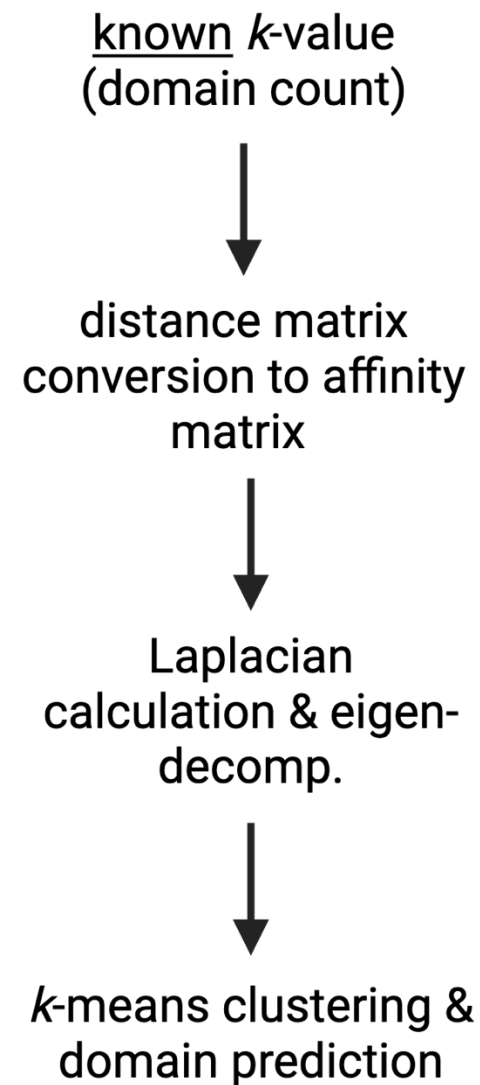 known k-value
(domain count)
distance matrix
conversion to affinity
matrix
Laplacian
calculation & eigen-
decomp.
k-means clustering &
domain prediction